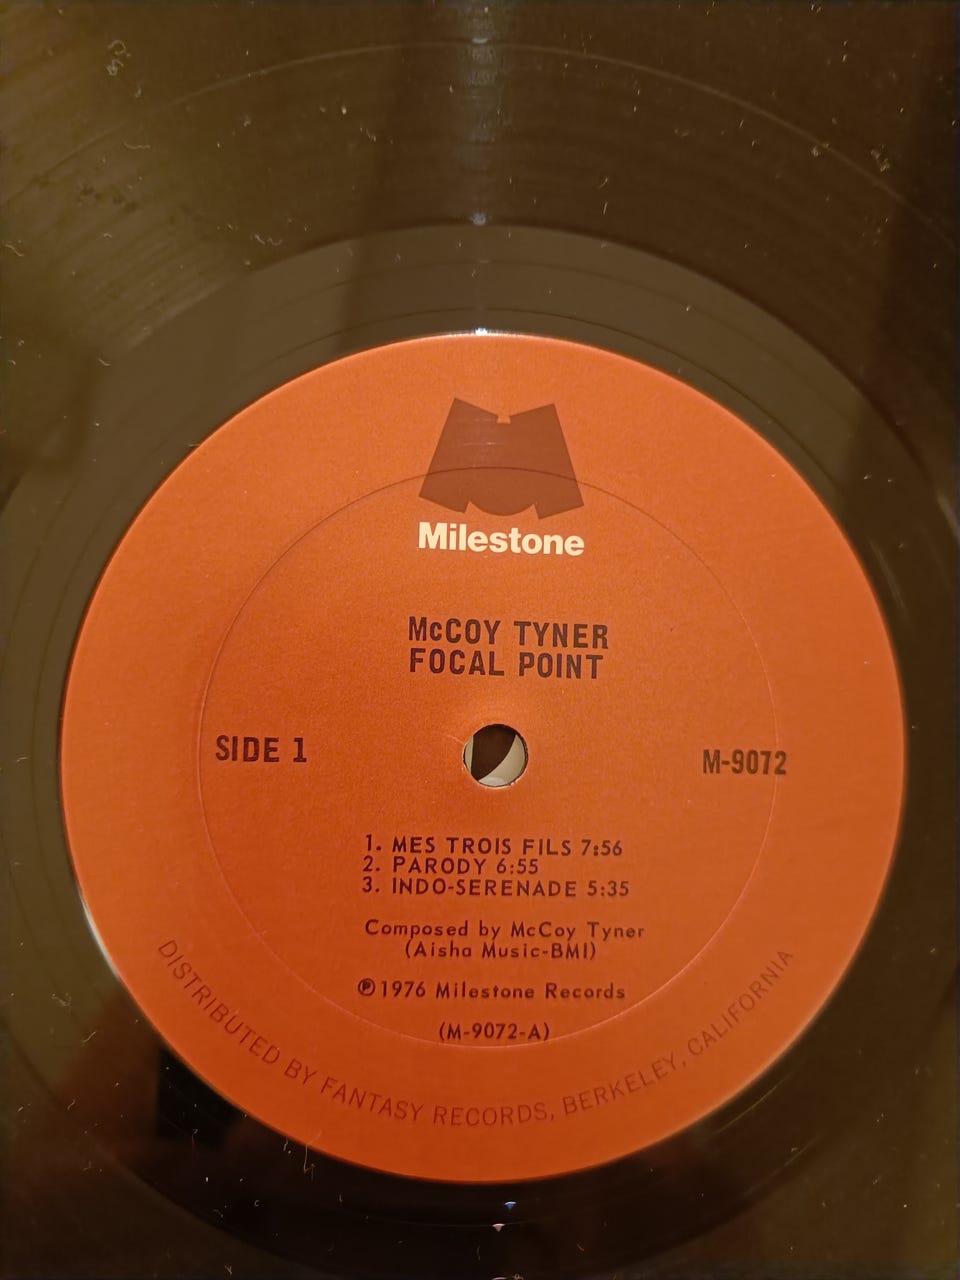 Milestone
McCOY TYNER
FOCAL POINT
SIDE 1
M-9072
1. MES TROIS FILS 7:56
2. PARODY 6:55
3. INDO-SERENADE 5:35
Composed by McCoy Tyner
(Aisha Music-BMI)
℗1976 Milestone Records
(M-9072-A)
DISTRIBUTED BY FANTASY RECORDS, BERKELEY, CALIFORNIA